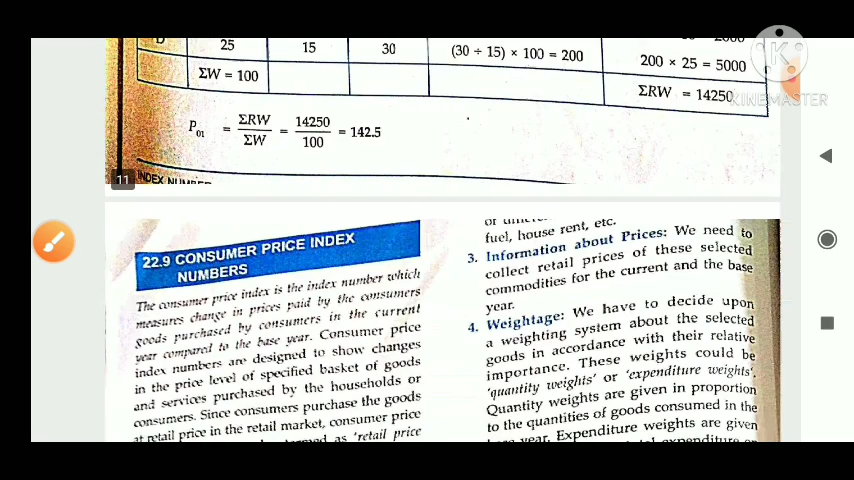 25 15 30 (30 ÷ 15) × 100 = 200 200 × 25 = 5000
ΣW = 100 ΣRW = 14250
KINEMASTER
P01 = ΣRW / ΣW = 14250 / 100 = 142.5
11
INDEX NUMBER
22.9 CONSUMER PRICE INDEX
NUMBERS
The consumer price index is the index number which
measures change in prices paid by the consumers
goods purchased by consumers in the current
year compared to the base year. Consumer price
index numbers are designed to show changes
in the price level of specified basket of goods
and services purchased by the households or
consumers. Since consumers purchase the goods
at retail price in the retail market, consumer price
as 'retail price
fuel, house rent, etc.
3. Information about Prices: We need to
collect retail prices of these selected
commodities for the current and the base
year.
4. Weightage: We have to decide upon
a weighting system about the selected
goods in accordance with their relative
importance. These weights could be
'quantity weights' or 'expenditure weights'.
Quantity weights are given in proportion
to the quantities of goods consumed in the
year. Expenditure weights are given